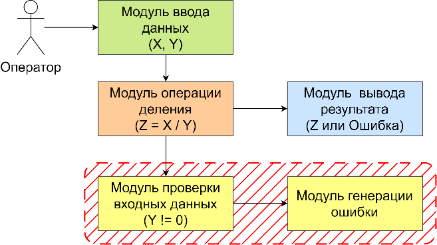 Модуль ввода
данных
(X, Y)
Оператор
Модуль операции
деления
(Z = X / Y)
Модуль вывода
результата
(Z или Ошибка)
Модуль проверки
входных данных
(Y != 0)
Модуль генерации
ошибки